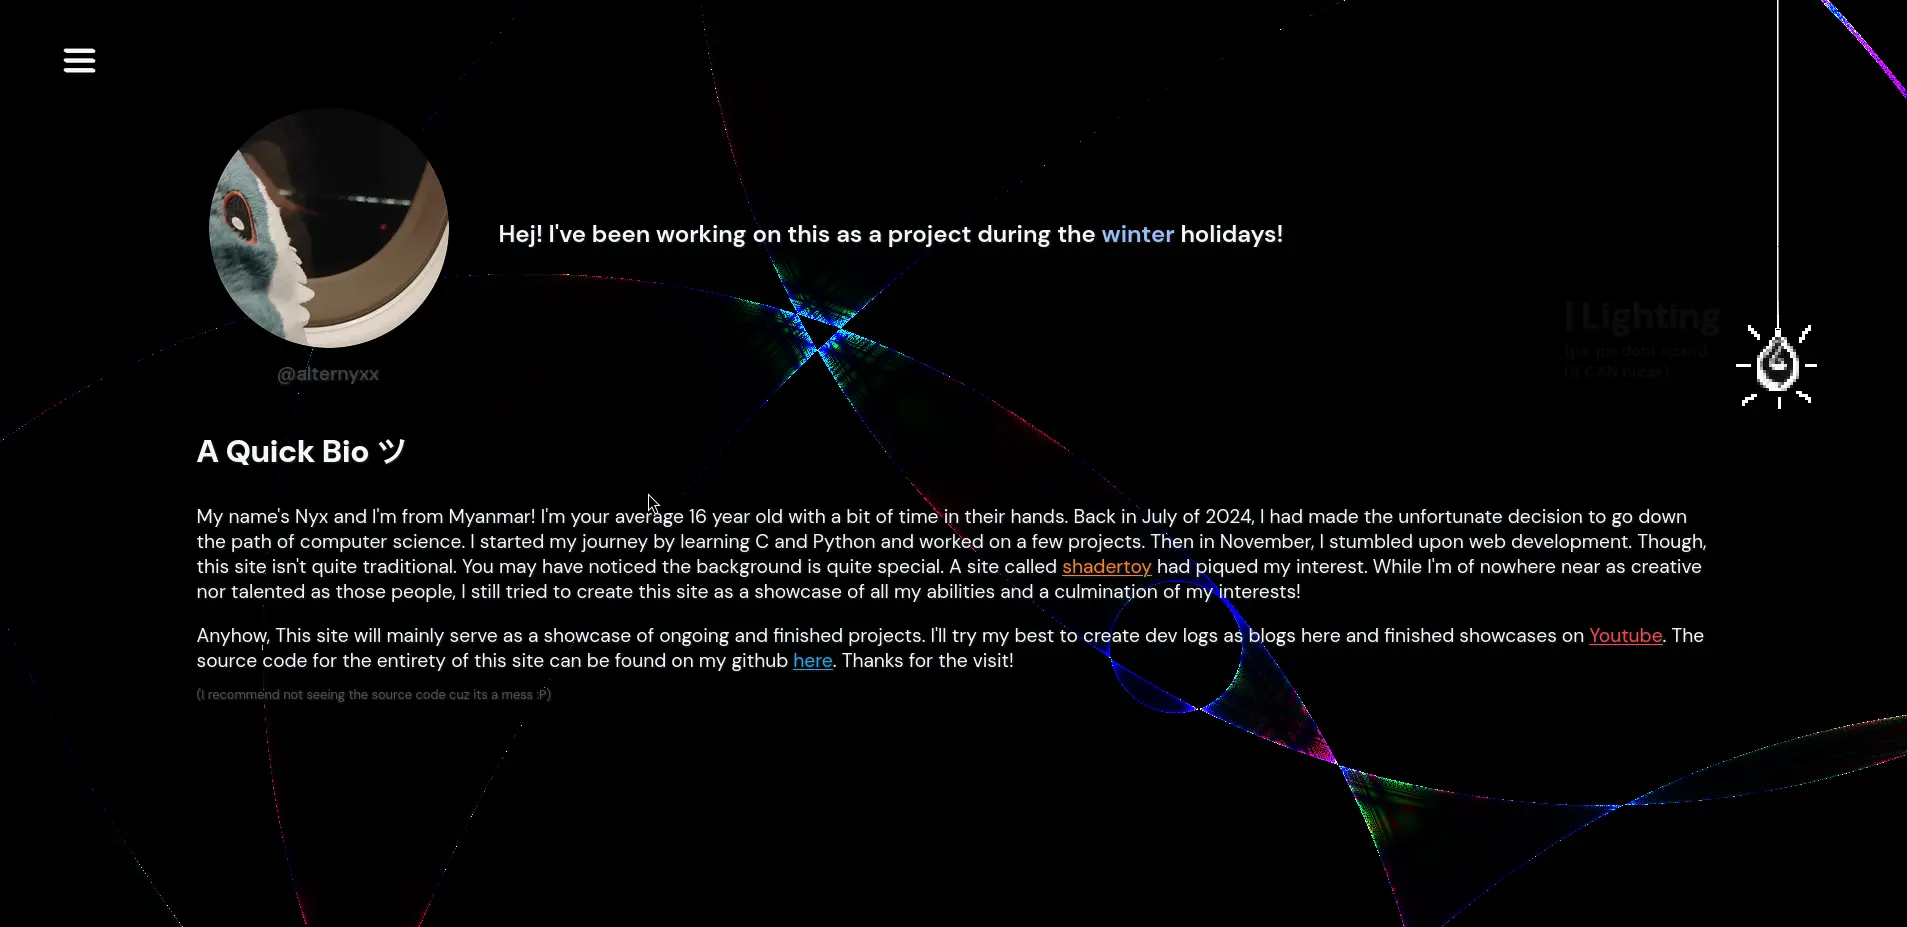 Hej! I've been working on this as a project during the winter holidays!
| Lighting
(pls pls dont spam)
(it CAN break)
@alternyxx
A Quick Bio ツ
My name's Nyx and I'm from Myanmar! I'm your average 16 year old with a bit of time in their hands. Back in July of 2024, I had made the unfortunate decision to go down
the path of computer science. I started my journey by learning C and Python and worked on a few projects. Then in November, I stumbled upon web development. Though,
this site isn't quite traditional. You may have noticed the background is quite special. A site called shadertoy had piqued my interest. While I'm of nowhere near as creative
nor talented as those people, I still tried to create this site as a showcase of all my abilities and a culmination of my interests!
Anyhow, This site will mainly serve as a showcase of ongoing and finished projects. I'll try my best to create dev logs as blogs here and finished showcases on Youtube. The
source code for the entirety of this site can be found on my github here. Thanks for the visit!
(I recommend not seeing the source code cuz its a mess :P)